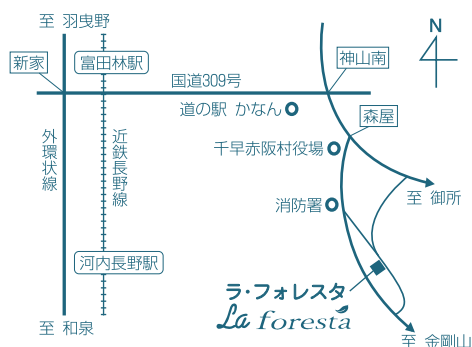 至 羽曳野
N
新家
富田林駅
神山南
国道309号
道の駅 かなん
森屋
外環状線
近鉄長野線
千早赤阪村役場
至 御所
消防署
河内長野駅
ラ・フォレスタ
La foresta
至 和泉
至 金剛山